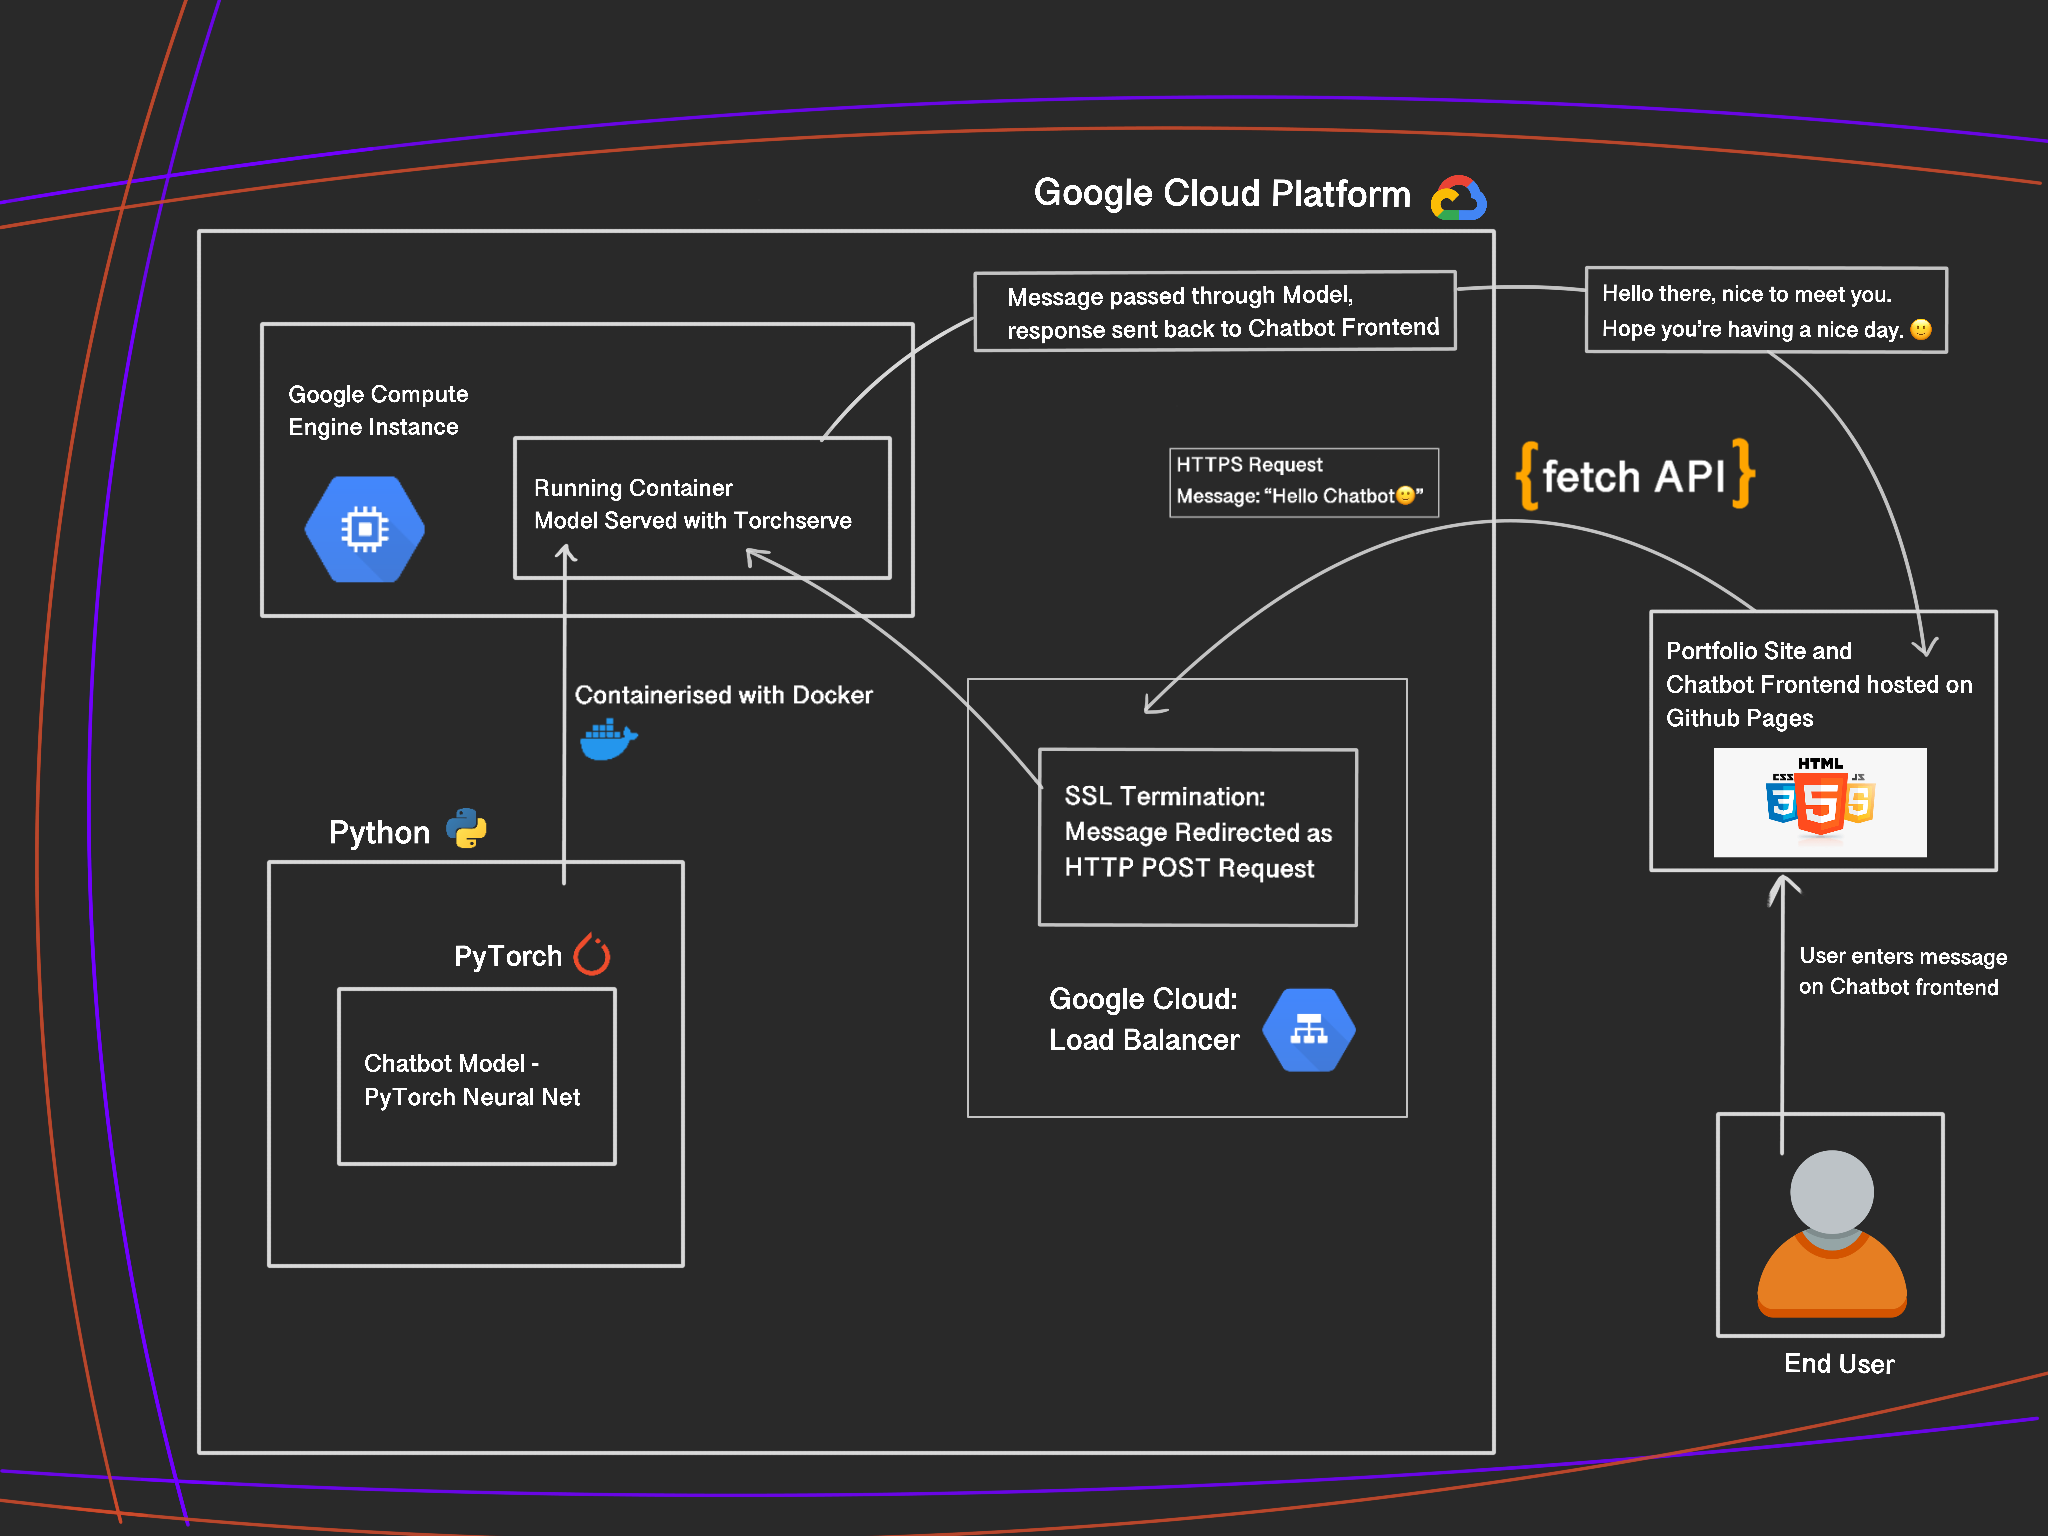 Google Cloud Platform
Message passed through Model,
response sent back to Chatbot Frontend
Hello there, nice to meet you.
Hope you’re having a nice day. 🙂
Google Compute
Engine Instance
Running Container
Model Served with Torchserve
HTTPS Request
Message: “Hello Chatbot🙂”
{fetch API}
Portfolio Site and
Chatbot Frontend hosted on
Github Pages
HTML
CSS
JS
3
5
5
Containerised with Docker
SSL Termination:
Message Redirected as
HTTP POST Request
Google Cloud:
Load Balancer
Python
PyTorch
Chatbot Model -
PyTorch Neural Net
User enters message
on Chatbot frontend
End User